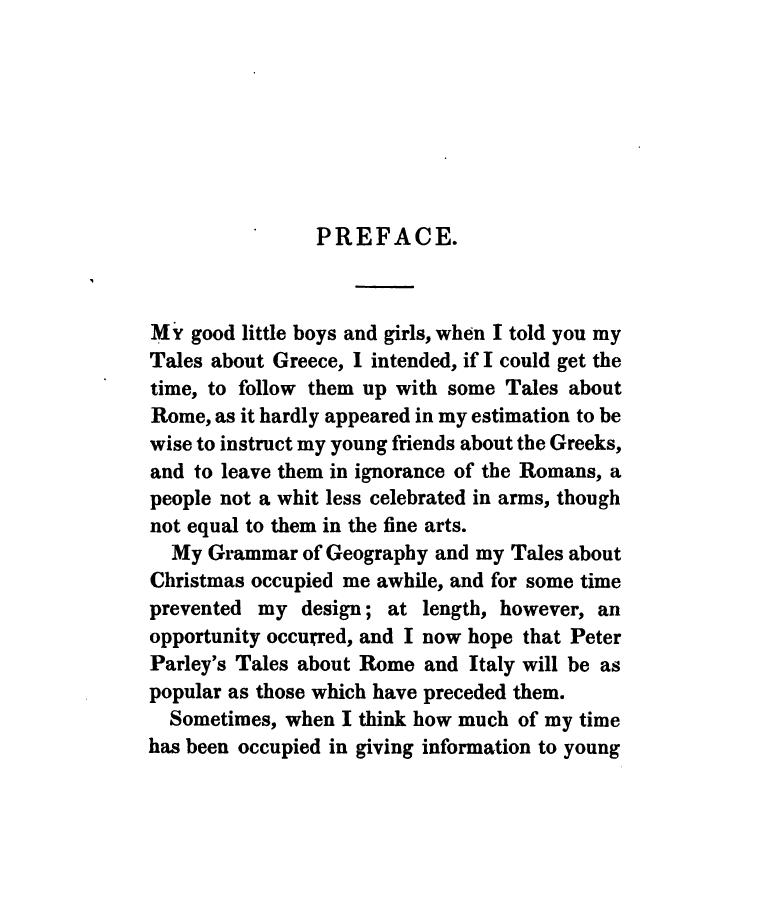 PREFACE.
My good little boys and girls, when I told you my
Tales about Greece, I intended, if I could get the
time, to follow them up with some Tales about
Rome, as it hardly appeared in my estimation to be
wise to instruct my young friends about the Greeks,
and to leave them in ignorance of the Romans, a
people not a whit less celebrated in arms, though
not equal to them in the fine arts.
My Grammar of Geography and my Tales about
Christmas occupied me awhile, and for some time
prevented my design; at length, however, an
opportunity occurred, and I now hope that Peter
Parley's Tales about Rome and Italy will be as
popular as those which have preceded them.
Sometimes, when I think how much of my time
has been occupied in giving information to young